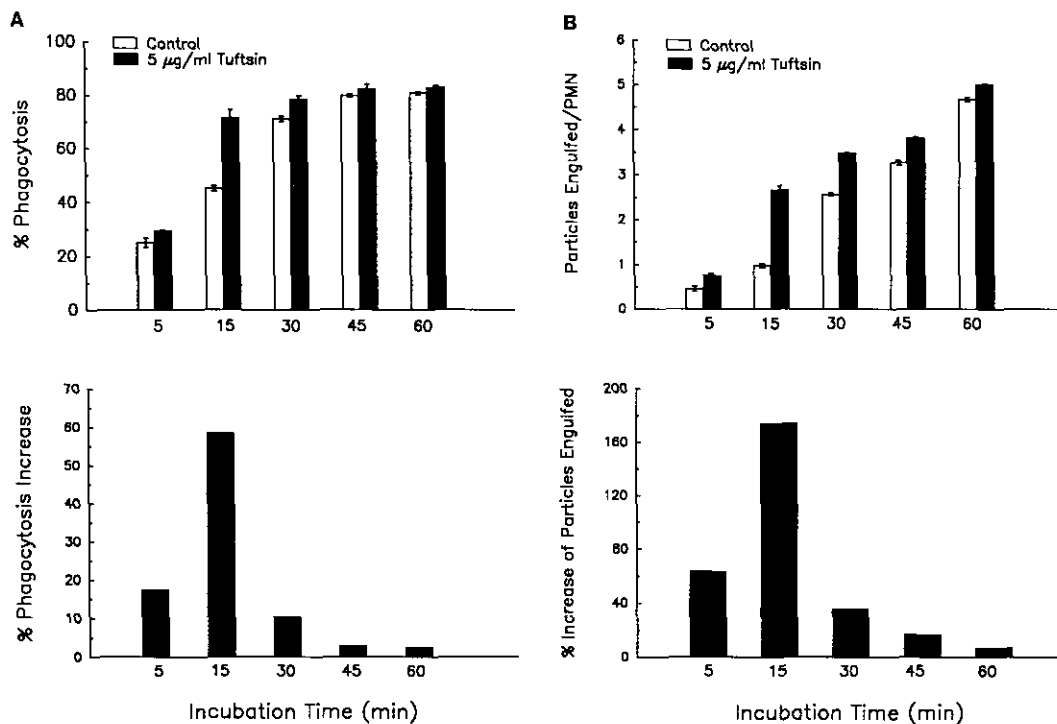 A
Control
5 μg/ml Tuftsin
% Phagocytosis
100
80
60
40
20
0
5 15 30 45 60
B
Control
5 μg/ml Tuftsin
Particles Engulfed/PMN
6
5
4
3
2
1
0
5 15 30 45 60
% Phagocytosis Increase
70
60
50
40
30
20
10
0
5 15 30 45 60
Incubation Time (min)
% Increase of Particles Engulfed
200
160
120
80
40
0
5 15 30 45 60
Incubation Time (min)